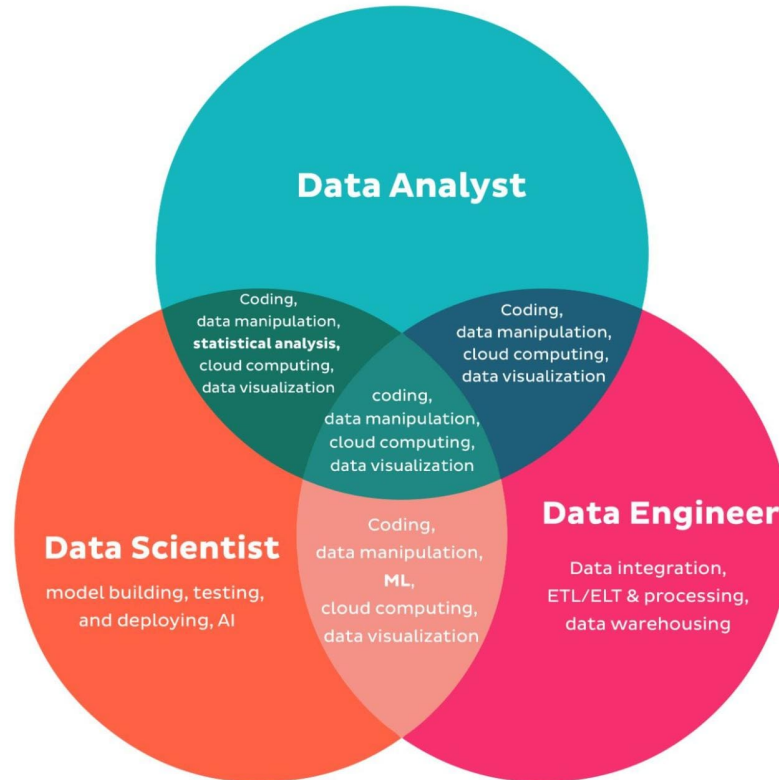 Data Analyst
Coding,
data manipulation,
statistical analysis,
cloud computing,
data visualization
Coding,
data manipulation,
cloud computing,
data visualization
coding,
data manipulation,
cloud computing,
data visualization
Data Scientist
model building, testing,
and deploying, AI
Coding,
data manipulation,
ML,
cloud computing,
data visualization
Data Engineer
Data integration,
ETL/ELT & processing,
data warehousing